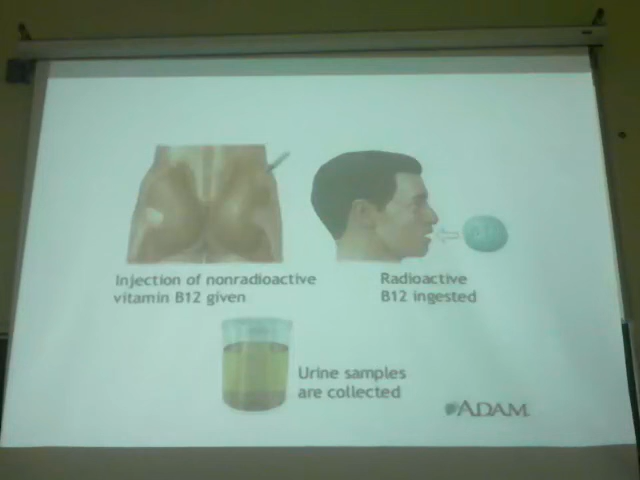 Injection of nonradioactive
vitamin B12 given
Radioactive
B12 ingested
Urine samples
are collected
ADAM